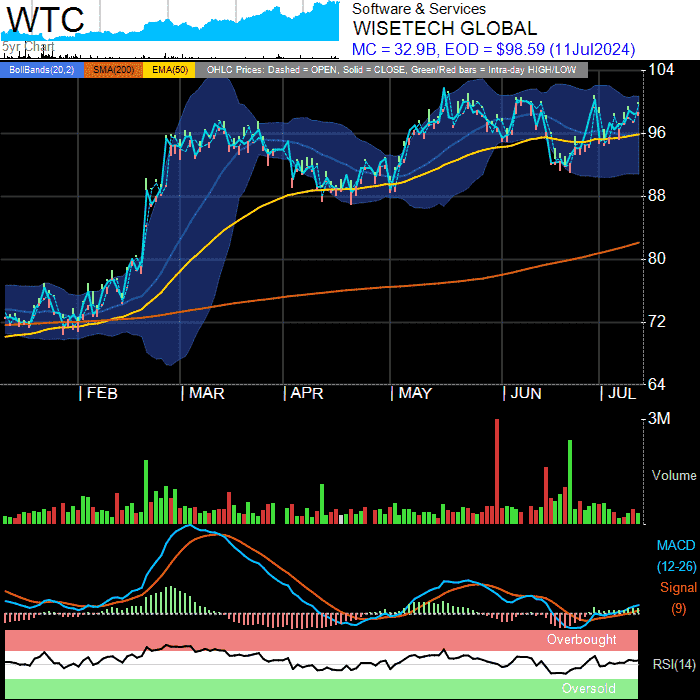 WTC
5yr Chart
Software & Services
WISETECH GLOBAL
MC = 32.9B, EOD = $98.59 (11Jul2024)
BollBands(20,2) SMA(200) EMA(50) OHLC Prices: Dashed = OPEN, Solid = CLOSE, Green/Red bars = Intra-day HIGH/LOW
104
96
88
80
72
64
FEB MAR APR MAY JUN JUL
3M
Volume
MACD
(12-26)
Signal
(9)
Overbought
RSI(14)
Oversold